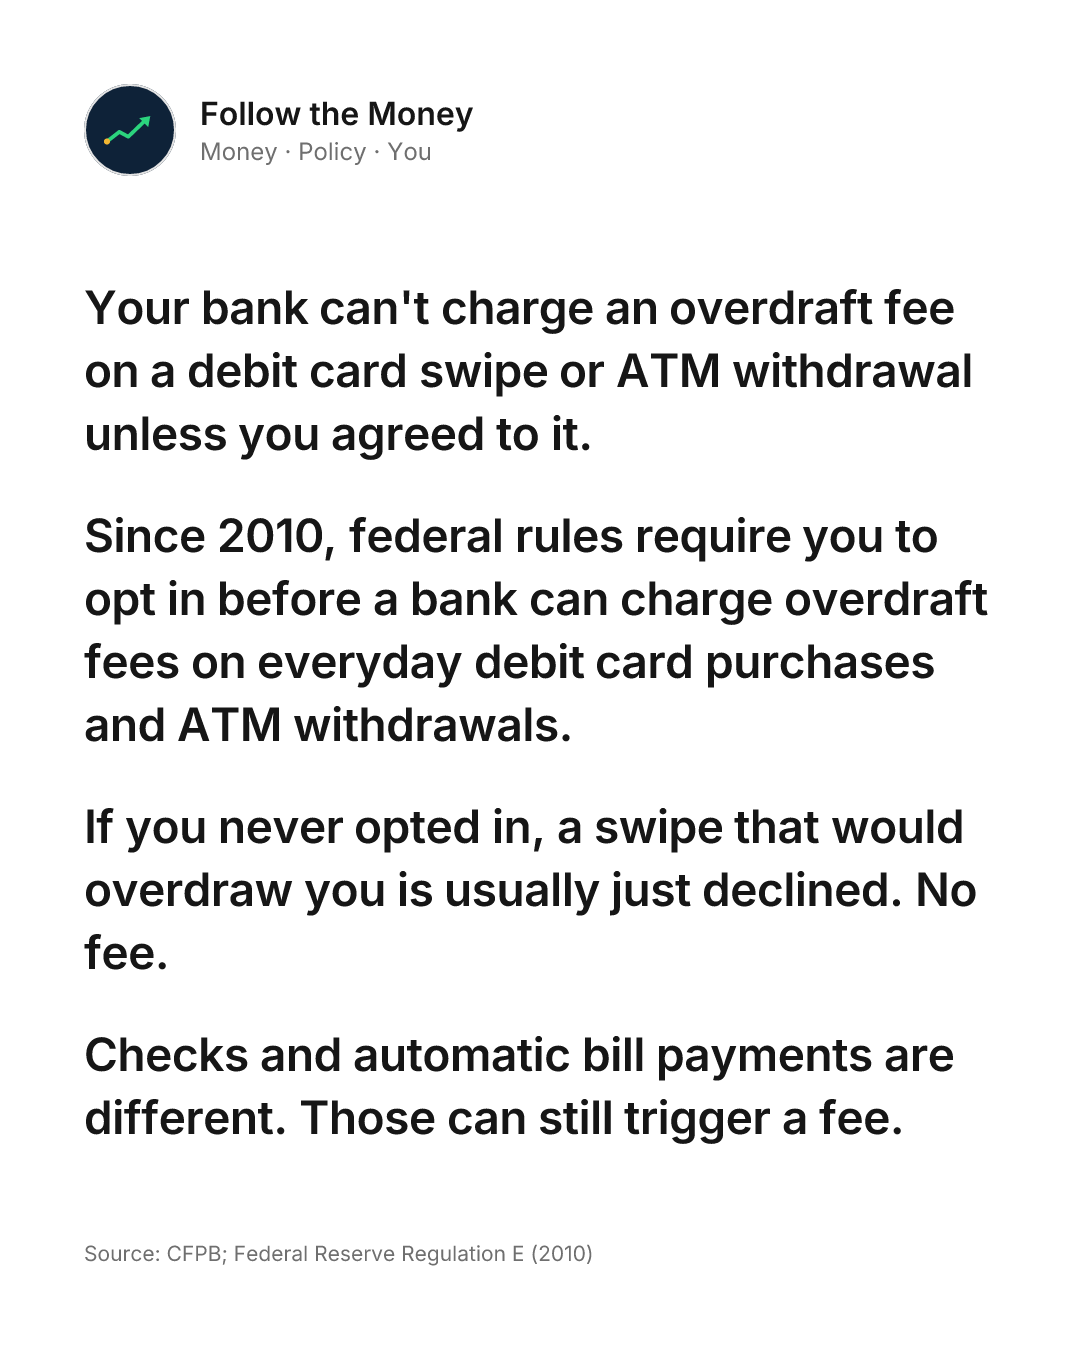 Follow the Money
Money · Policy · You
Your bank can't charge an overdraft fee
on a debit card swipe or ATM withdrawal
unless you agreed to it.
Since 2010, federal rules require you to
opt in before a bank can charge overdraft
fees on everyday debit card purchases
and ATM withdrawals.
If you never opted in, a swipe that would
overdraw you is usually just declined. No
fee.
Checks and automatic bill payments are
different. Those can still trigger a fee.
Source: CFPB; Federal Reserve Regulation E (2010)